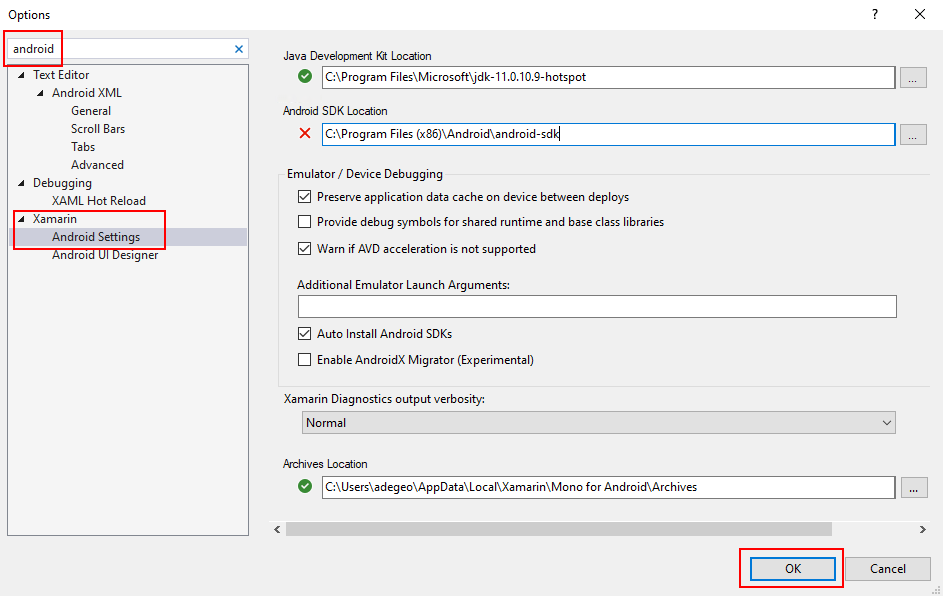 Options
?
android
Text Editor
Android XML
General
Scroll Bars
Tabs
Advanced
Debugging
XAML Hot Reload
Xamarin
Android Settings
Android UI Designer
Java Development Kit Location
C:\Program Files\Microsoft\jdk-11.0.10.9-hotspot
...
Android SDK Location
C:\Program Files (x86)\Android\android-sdk
...
Emulator / Device Debugging
Preserve application data cache on device between deploys
Provide debug symbols for shared runtime and base class libraries
Warn if AVD acceleration is not supported
Additional Emulator Launch Arguments:
Auto Install Android SDKs
Enable AndroidX Migrator (Experimental)
Xamarin Diagnostics output verbosity:
Normal
Archives Location
C:\Users\adegeo\AppData\Local\Xamarin\Mono for Android\Archives
...
OK
Cancel